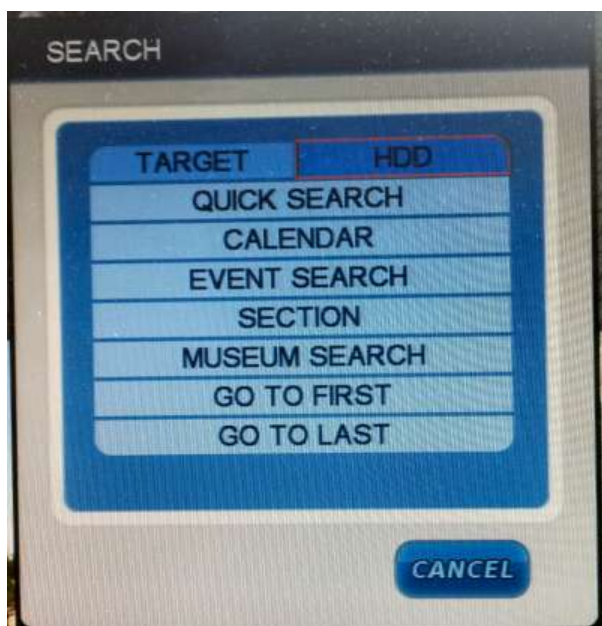 SEARCH
TARGET HDD
QUICK SEARCH
CALENDAR
EVENT SEARCH
SECTION
MUSEUM SEARCH
GO TO FIRST
GO TO LAST
CANCEL